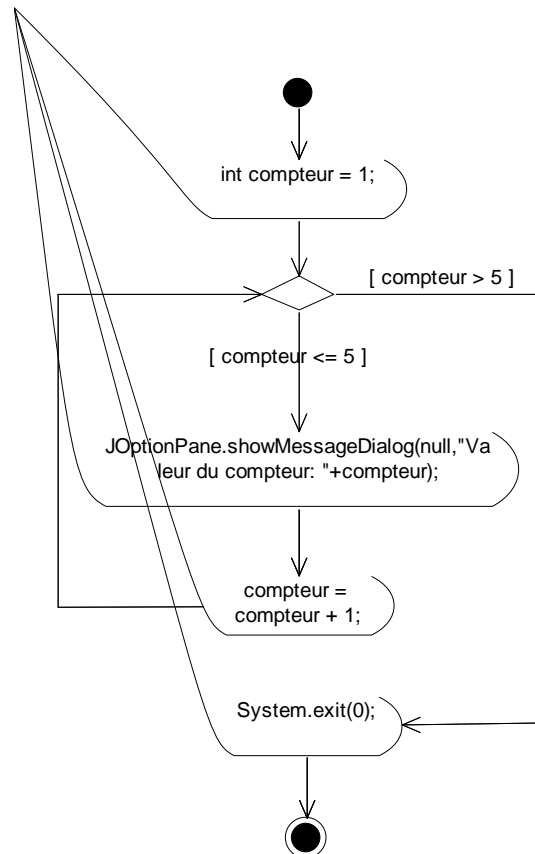 int compteur = 1;
[ compteur > 5 ]
[ compteur <= 5 ]
JOptionPane.showMessageDialog(null,"Va
leur du compteur: "+compteur);
compteur =
compteur + 1;
System.exit(0);